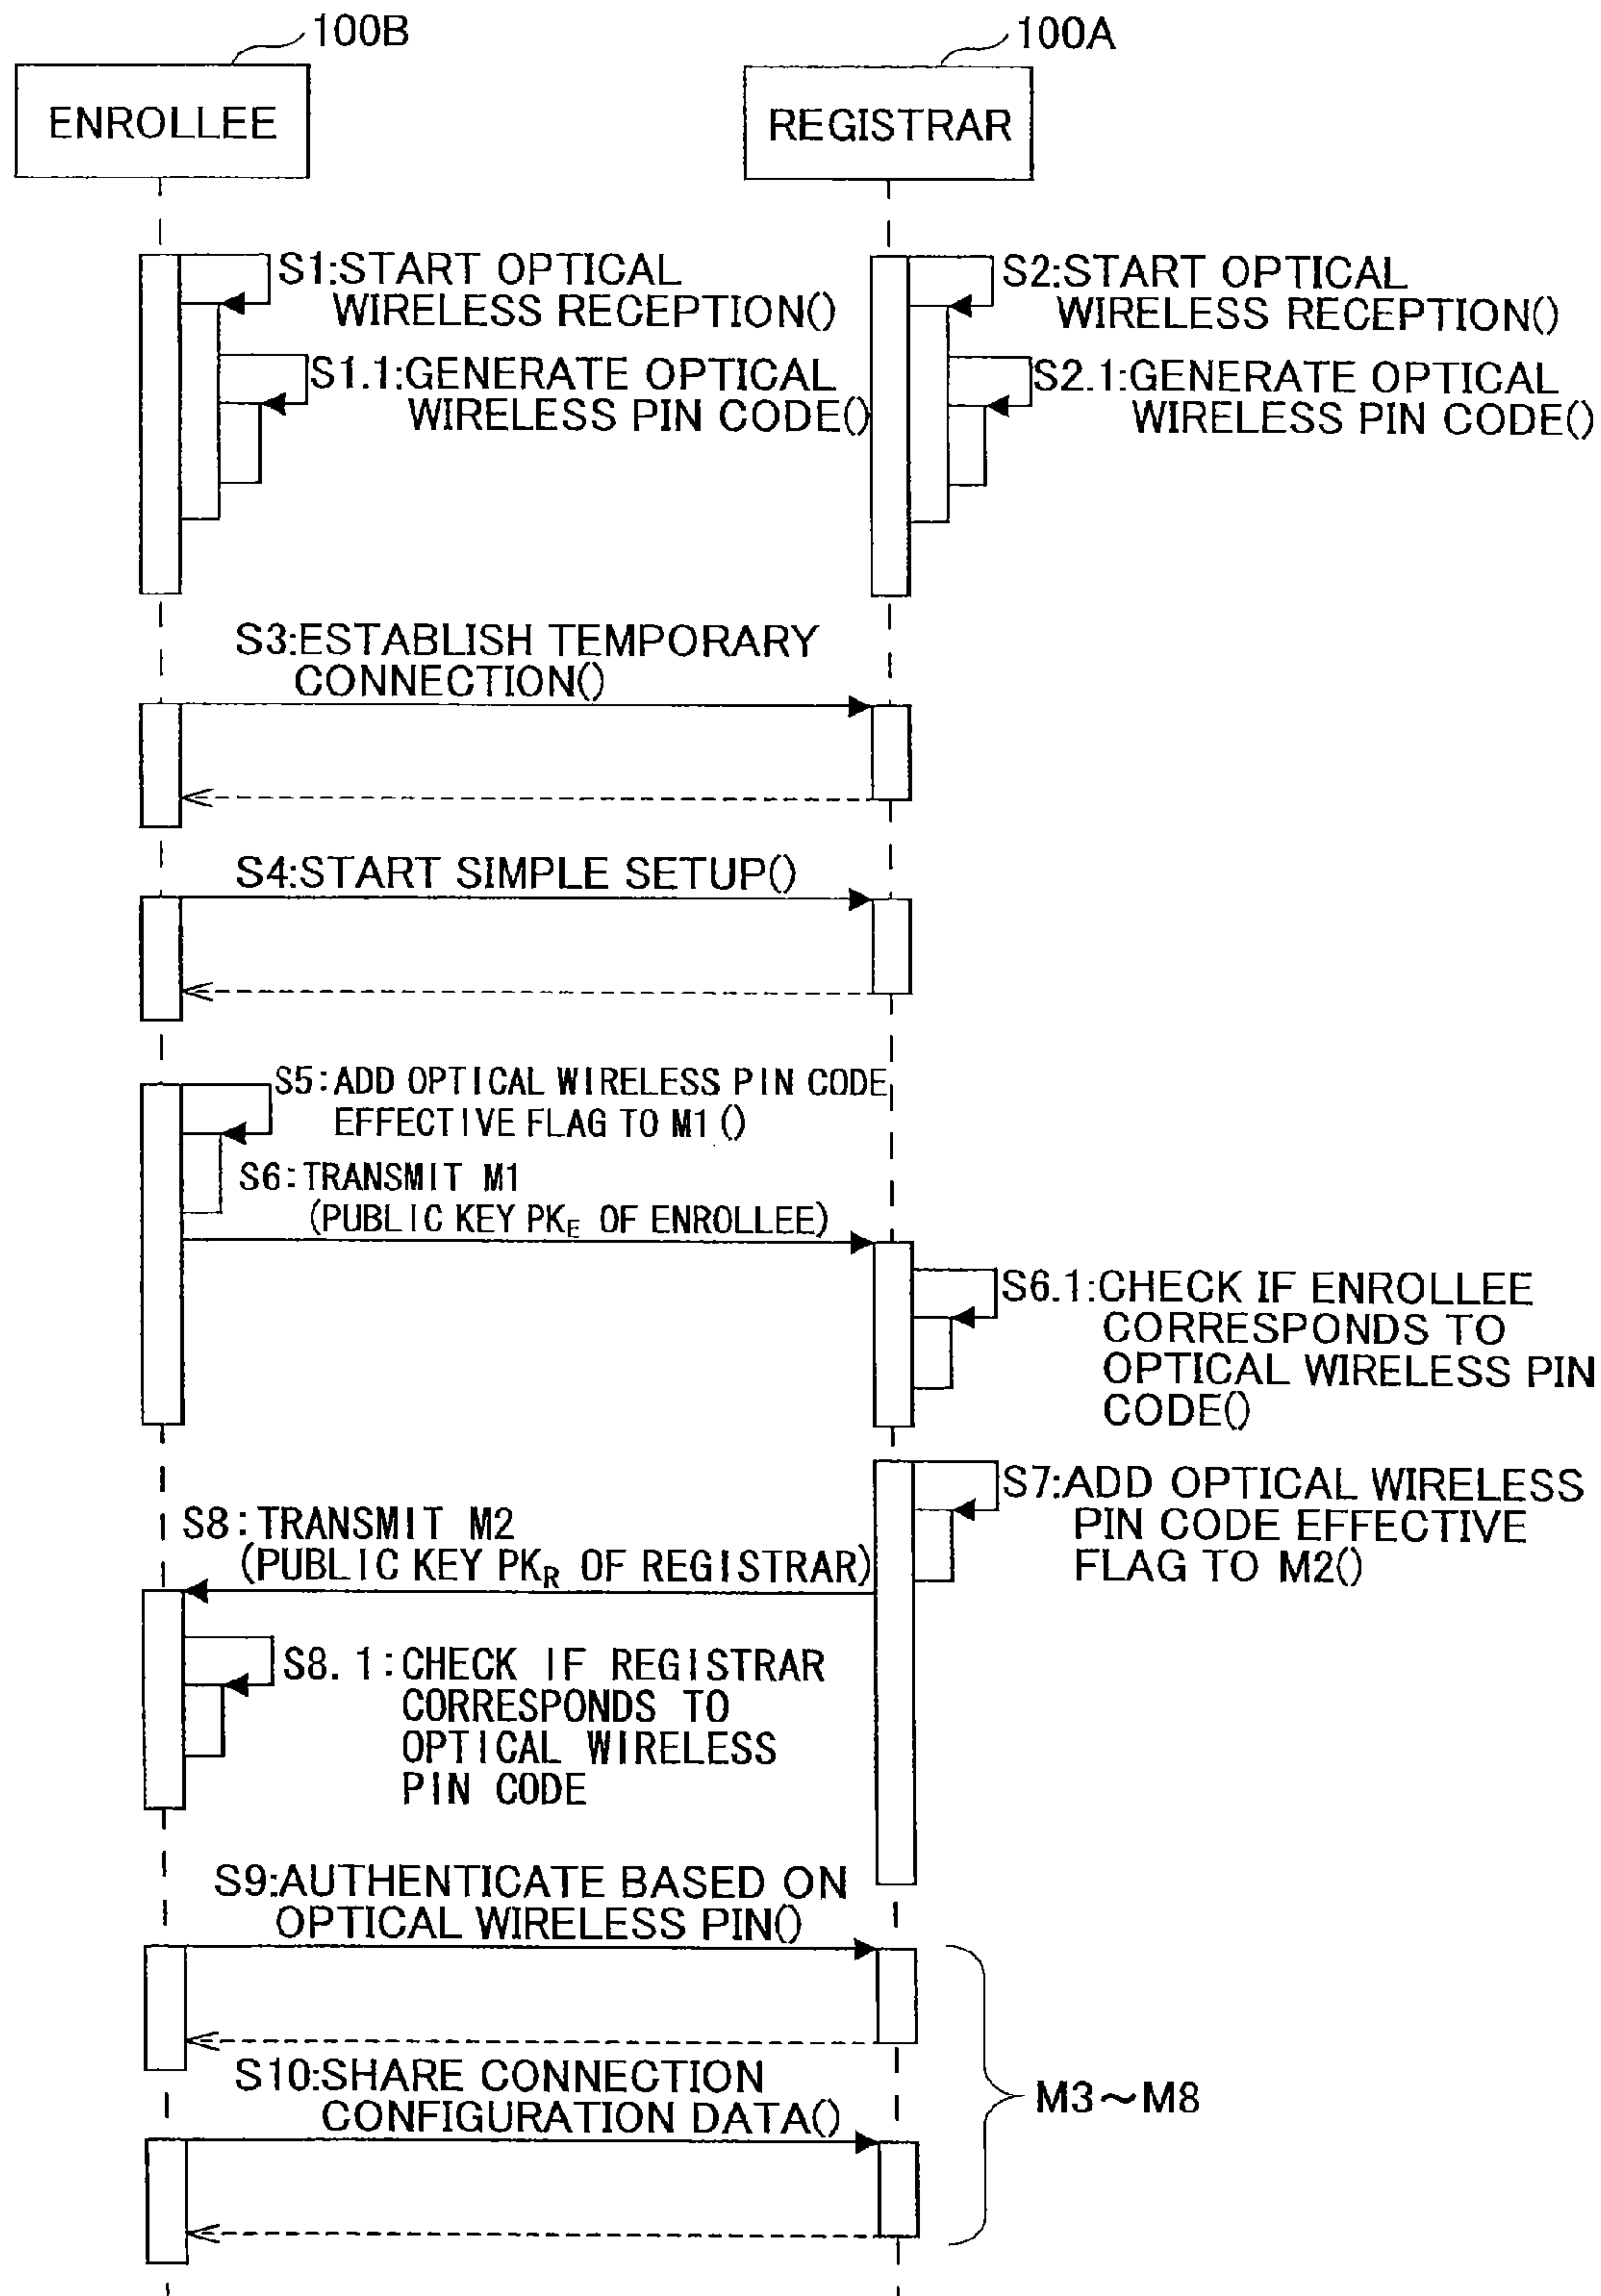 100B
100A
ENROLLEE
REGISTRAR
S1:START OPTICAL
WIRELESS RECEPTION()
S2:START OPTICAL
WIRELESS RECEPTION()
S1.1:GENERATE OPTICAL
WIRELESS PIN CODE()
S2.1:GENERATE OPTICAL
WIRELESS PIN CODE()
S3:ESTABLISH TEMPORARY
CONNECTION()
S4:START SIMPLE SETUP()
S5:ADD OPTICAL WIRELESS PIN CODE
EFFECTIVE FLAG TO M1()
S6:TRANSMIT M1
(PUBLIC KEY PKE OF ENROLLEE)
S6.1:CHECK IF ENROLLEE
CORRESPONDS TO
OPTICAL WIRELESS PIN
CODE()
S7:ADD OPTICAL WIRELESS
PIN CODE EFFECTIVE
FLAG TO M2()
S8:TRANSMIT M2
(PUBLIC KEY PKR OF REGISTRAR)
S8.1:CHECK IF REGISTRAR
CORRESPONDS TO
OPTICAL WIRELESS
PIN CODE
S9:AUTHENTICATE BASED ON
OPTICAL WIRELESS PIN()
S10:SHARE CONNECTION
CONFIGURATION DATA()
M3～M8